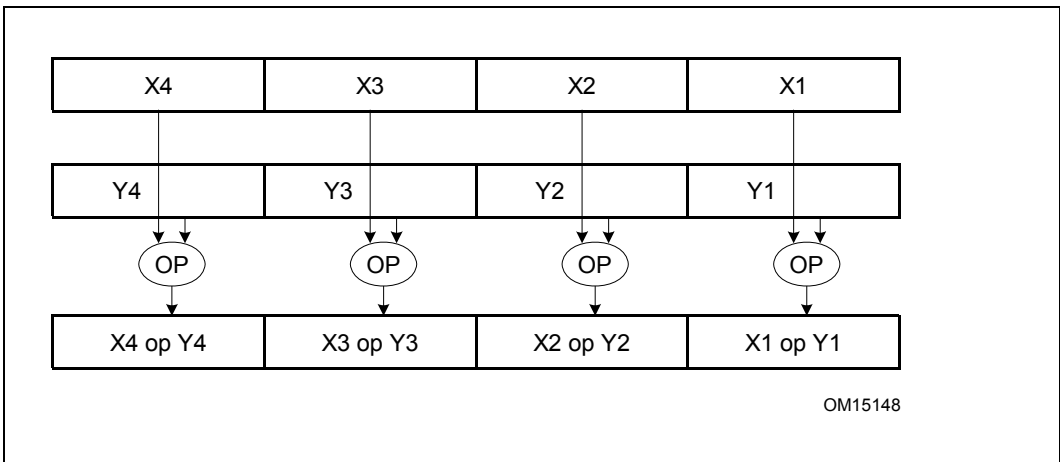 X4 X3 X2 X1
Y4 Y3 Y2 Y1
OP OP OP OP
X4 op Y4 X3 op Y3 X2 op Y2 X1 op Y1
OM15148